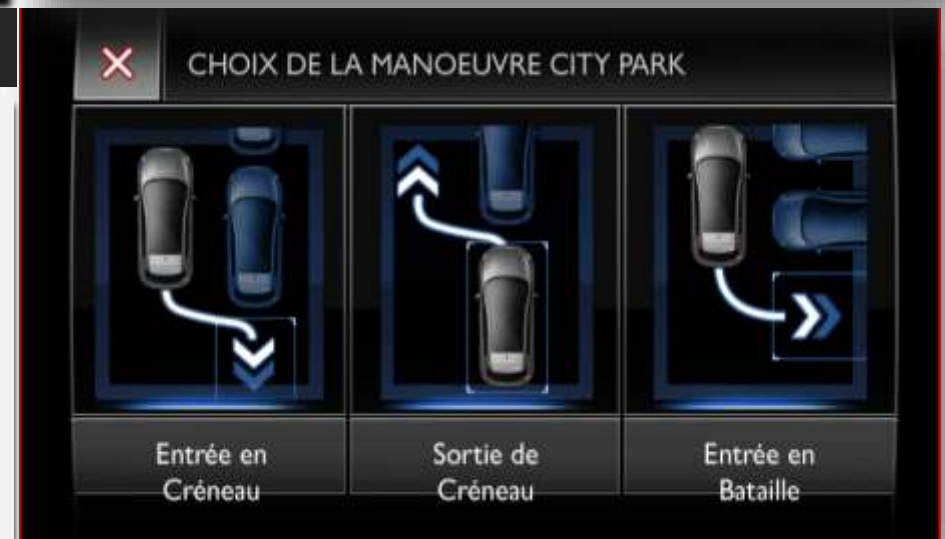 CHOIX DE LA MANOEUVRE CITY PARK
Entrée en
Créneau
Sortie de
Créneau
Entrée en
Bataille